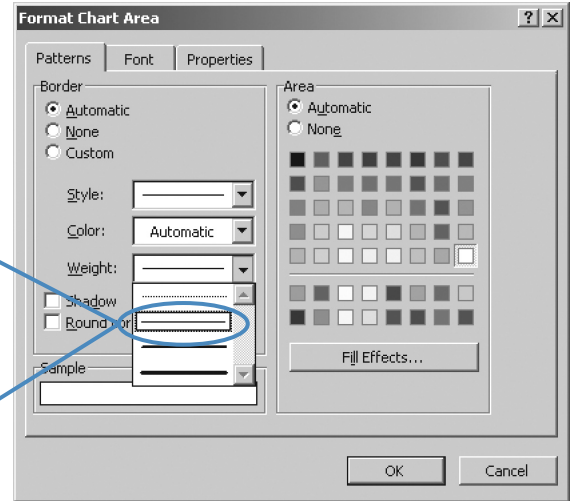 Format Chart Area
Patterns Font Properties
Border
Automatic
None
Custom
Style:
Color: Automatic
Weight:
Shadow
Round cor
Sample
Area
Automatic
None
Fill Effects...
OK Cancel